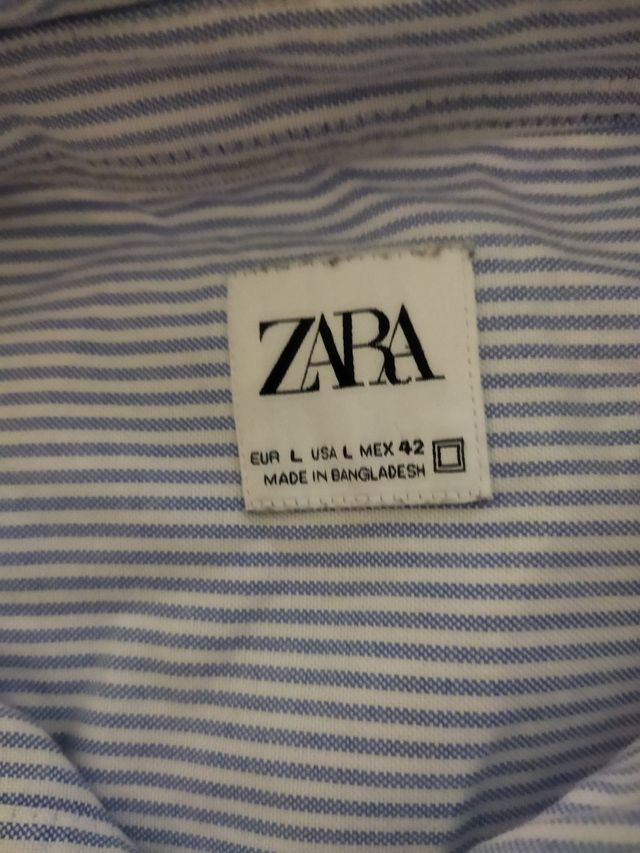 ZARA
EUR L USA L MEX 42
MADE IN BANGLADESH